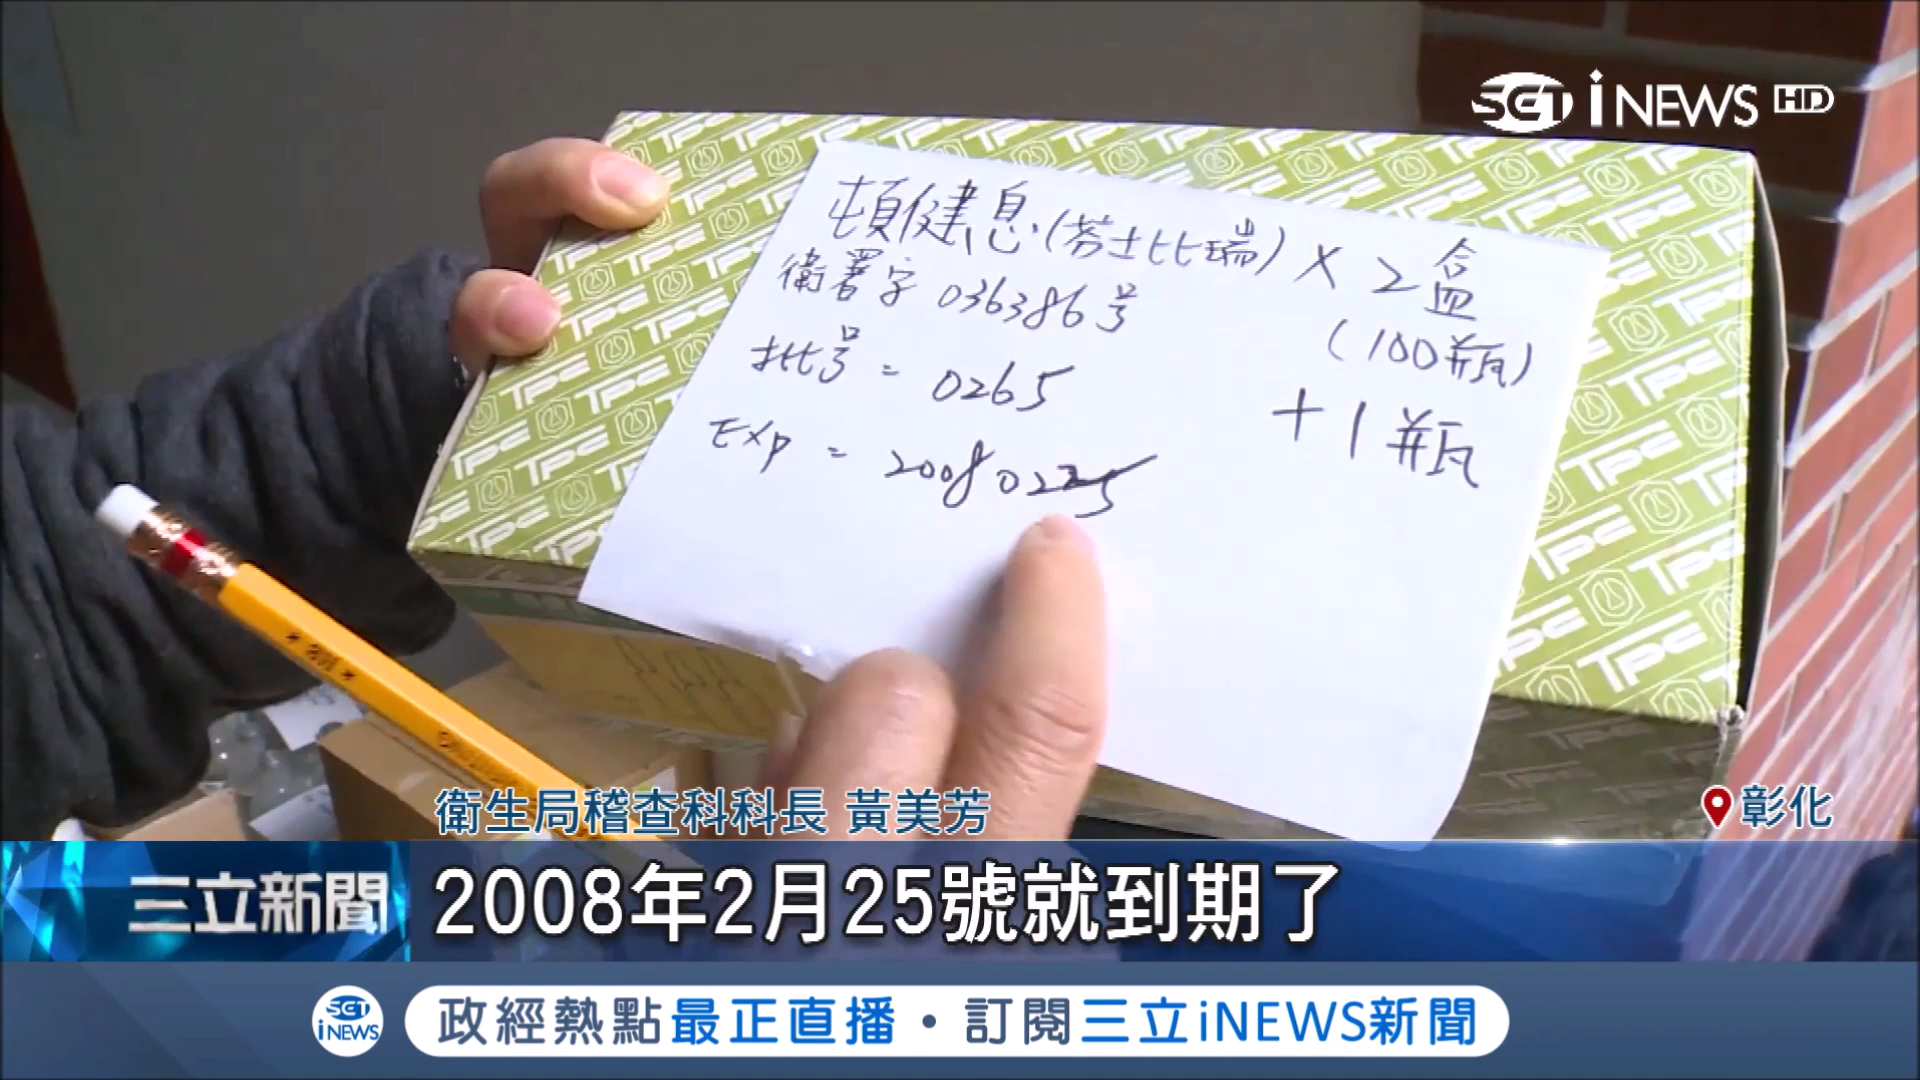 SET iNEWS HD
頓健息(芬士比瑞) × 2盒
衛署字 036386号
(100瓶)
批号 = 0265
+1瓶
Exp = 20080225
TPC
衛生局稽查科科長 黃美芳
彰化
三立新聞
2008年2月25號就到期了
SET iNEWS
政經熱點最正直播・訂閱三立iNEWS新聞